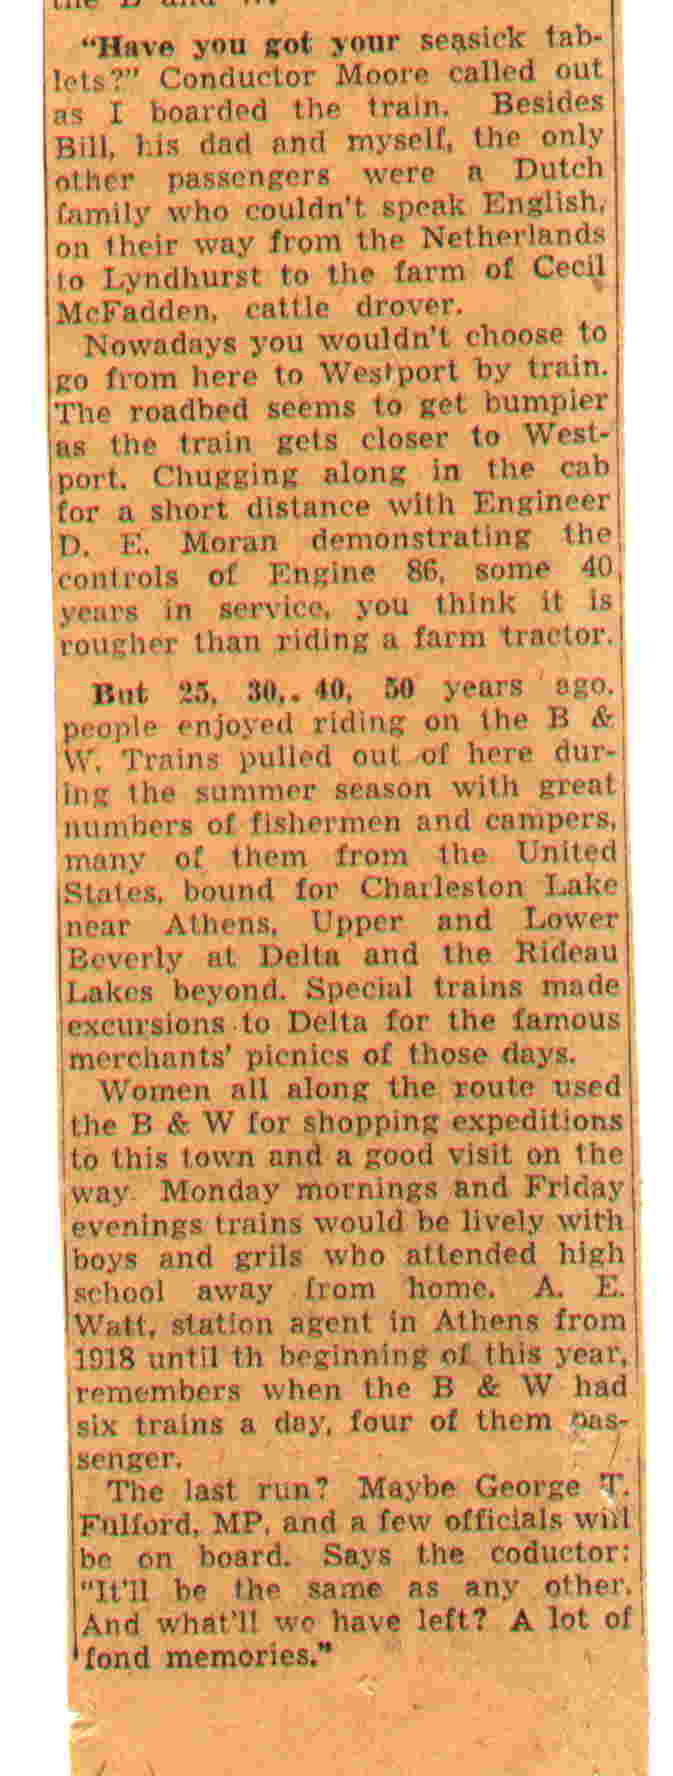 the B and W.
"Have you got your seasick tab-
lets?" Conductor Moore called out
as I boarded the train. Besides
Bill, his dad and myself, the only
other passengers were a Dutch
family who couldn't speak English,
on their way from the Netherlands
to Lyndhurst to the farm of Cecil
McFadden, cattle drover.
Nowadays you wouldn't choose to
go from here to Westport by train.
The roadbed seems to get bumpier
as the train gets closer to West-
port. Chugging along in the cab
for a short distance with Engineer
D. E. Moran demonstrating the
controls of Engine 86, some 40
years in service, you think it is
rougher than riding a farm tractor.
But 25, 30,. 40, 50 years ago,
people enjoyed riding on the B &
W. Trains pulled out of here dur-
ing the summer season with great
numbers of fishermen and campers,
many of them from the United
States, bound for Charleston Lake
near Athens, Upper and Lower
Beverly at Delta and the Rideau
Lakes beyond. Special trains made
excursions to Delta for the famous
merchants' picnics of those days.
Women all along the route used
the B & W for shopping expeditions
to this town and a good visit on the
way. Monday mornings and Friday
evenings trains would be lively with
boys and grils who attended high
school away from home. A. E.
Watt, station agent in Athens from
1918 until th beginning of this year,
remembers when the B & W had
six trains a day, four of them pas-
senger.
The last run? Maybe George T.
Fulford, MP, and a few officials will
be on board. Says the coductor:
"It'll be the same as any other.
And what'll we have left? A lot of
fond memories."